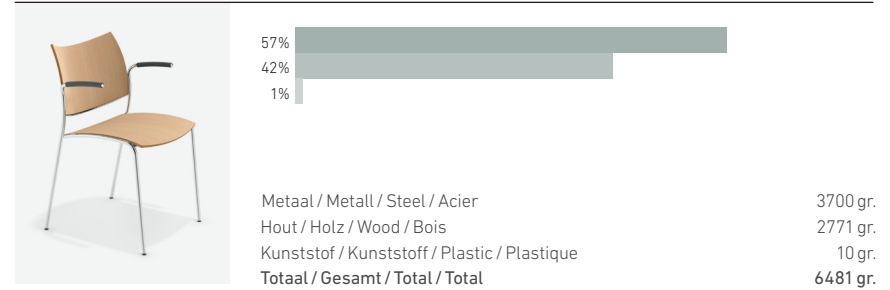 57%
42%
1%
Metaal / Metall / Steel / Acier 3700 gr.
Hout / Holz / Wood / Bois 2771 gr.
Kunststof / Kunststoff / Plastic / Plastique 10 gr.
Totaal / Gesamt / Total / Total 6481 gr.